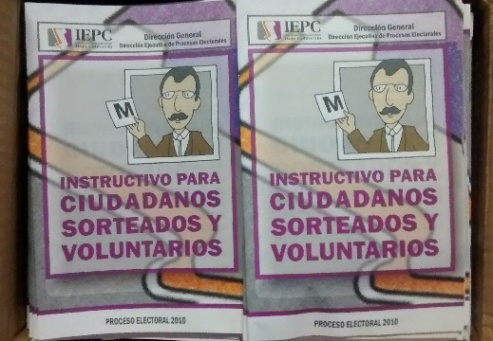 IEPC
Dirección General
Dirección Ejecutiva de Procesos Electorales
M
INSTRUCTIVO PARA
CIUDADANOS
SORTEADOS Y
VOLUNTARIOS
PROCESO ELECTORAL 2010
IEPC
Dirección General
Dirección Ejecutiva de Procesos Electorales
M
INSTRUCTIVO PARA
CIUDADANOS
SORTEADOS Y
VOLUNTARIOS
PROCESO ELECTORAL 2010